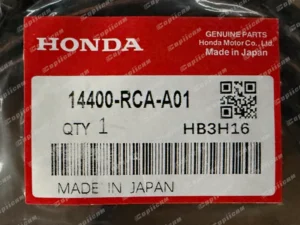 HONDA
GENUINE PARTS
Honda Motor Co., Ltd.
Made in Japan
14400-RCA-A01
QTY 1 HB3H16
MADE IN JAPAN